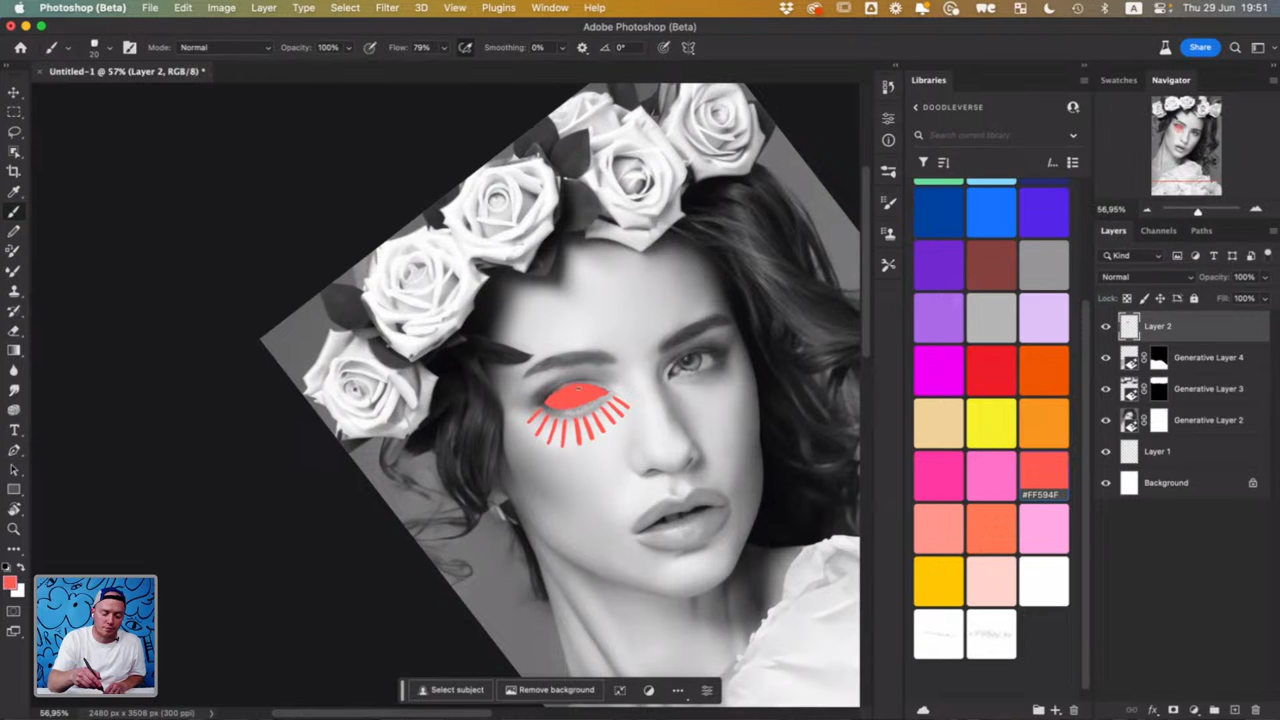 Photoshop (Beta) File Edit Image Layer Type Select Filter 3D View Plugins Window Help
A Thu 29 Jun 19:51
Adobe Photoshop (Beta)
20 Mode: Normal Opacity: 100% Flow: 79% Smoothing: 0% 0° Share
Untitled-1 @ 57% (Layer 2, RGB/8) *
Libraries
DOODLEVERSE
Search current library
#FF594F
Swatches Navigator
56,95%
Layers Channels Paths
Kind
Normal Opacity: 100%
Lock: Fill: 100%
Layer 2
Generative Layer 4
Generative Layer 3
Generative Layer 2
Layer 1
Background
Select subject Remove background
56,95% 2480 px x 3508 px (300 ppi)